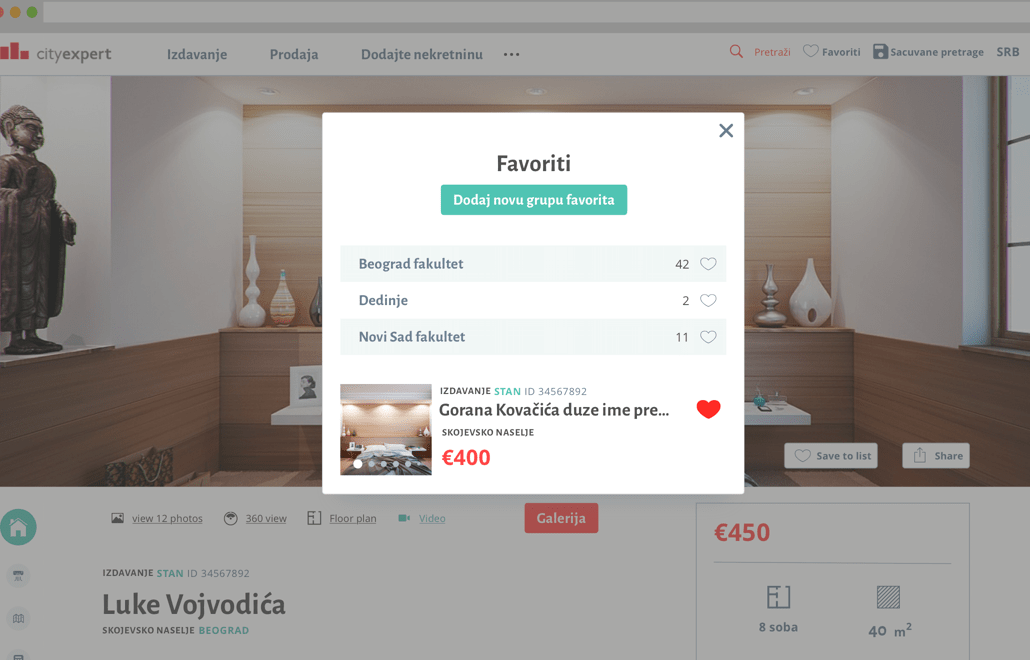 cityexpert
Izdavanje
Prodaja
Dodajte nekretninu
Pretraži
Favoriti
Sacuvane pretrage
SRB
Favoriti
Dodaj novu grupu favorita
Beograd fakultet 42
Dedinje 2
Novi Sad fakultet 11
IZDAVANJE STAN ID 34567892
Gorana Kovačića duze ime pre...
SKOJEVSKO NASELJE
€400
Save to list
Share
view 12 photos
360 view
Floor plan
Video
Galerija
€450
IZDAVANJE STAN ID 34567892
Luke Vojvodića
SKOJEVSKO NASELJE BEOGRAD
8 soba
40 m²